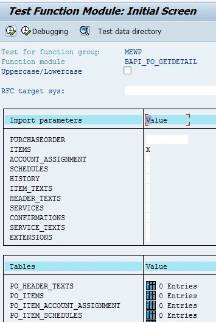 Test Function Module: Initial Screen
Debugging Test data directory
Test for function group MEWP
Function module BAPI_PO_GETDETAIL
Uppercase/Lowercase
RFC target sys:
Import parameters Value
PURCHASEORDER
ITEMS X
ACCOUNT_ASSIGNMENT
SCHEDULES
HISTORY
ITEM_TEXTS
HEADER_TEXTS
SERVICES
CONFIRMATIONS
SERVICE_TEXTS
EXTENSIONS
Tables Value
PO_HEADER_TEXTS 0 Entries
PO_ITEMS 0 Entries
PO_ITEM_ACCOUNT_ASSIGNMENT 0 Entries
PO_ITEM_SCHEDULES 0 Entries